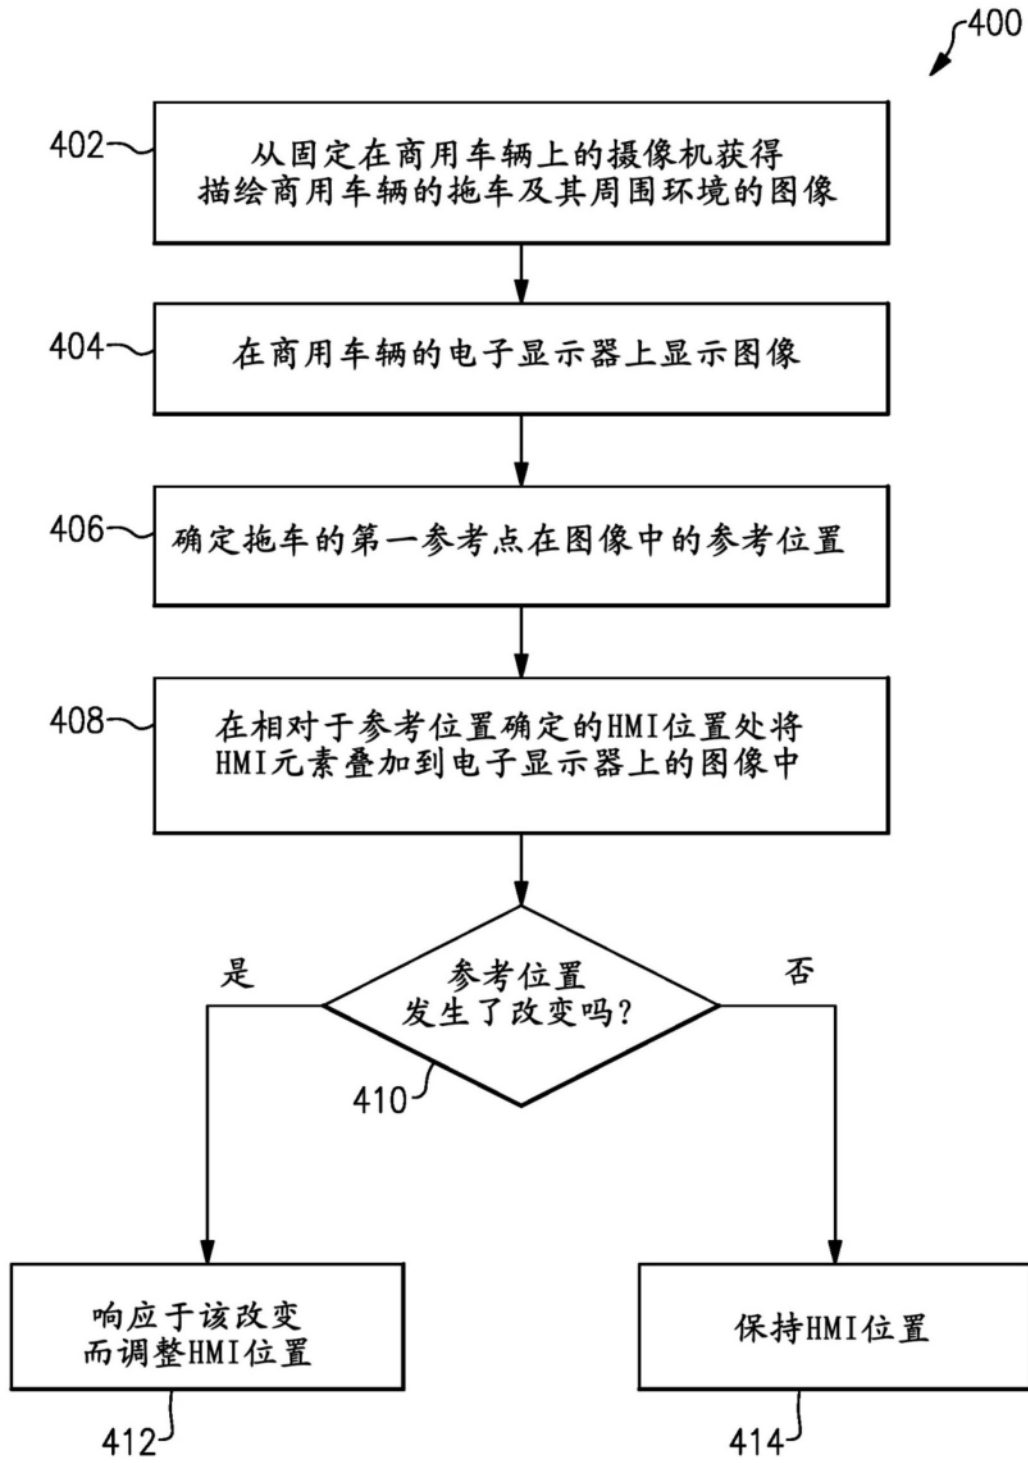 400
402
从固定在商用车辆上的摄像机获得
描绘商用车辆的拖车及其周围环境的图像
404
在商用车辆的电子显示器上显示图像
406
确定拖车的第一参考点在图像中的参考位置
408
在相对于参考位置确定的HMI位置处将
HMI元素叠加到电子显示器上的图像中
是
参考位置
发生了改变吗?
否
410
响应于该改变
而调整HMI位置
保持HMI位置
412
414